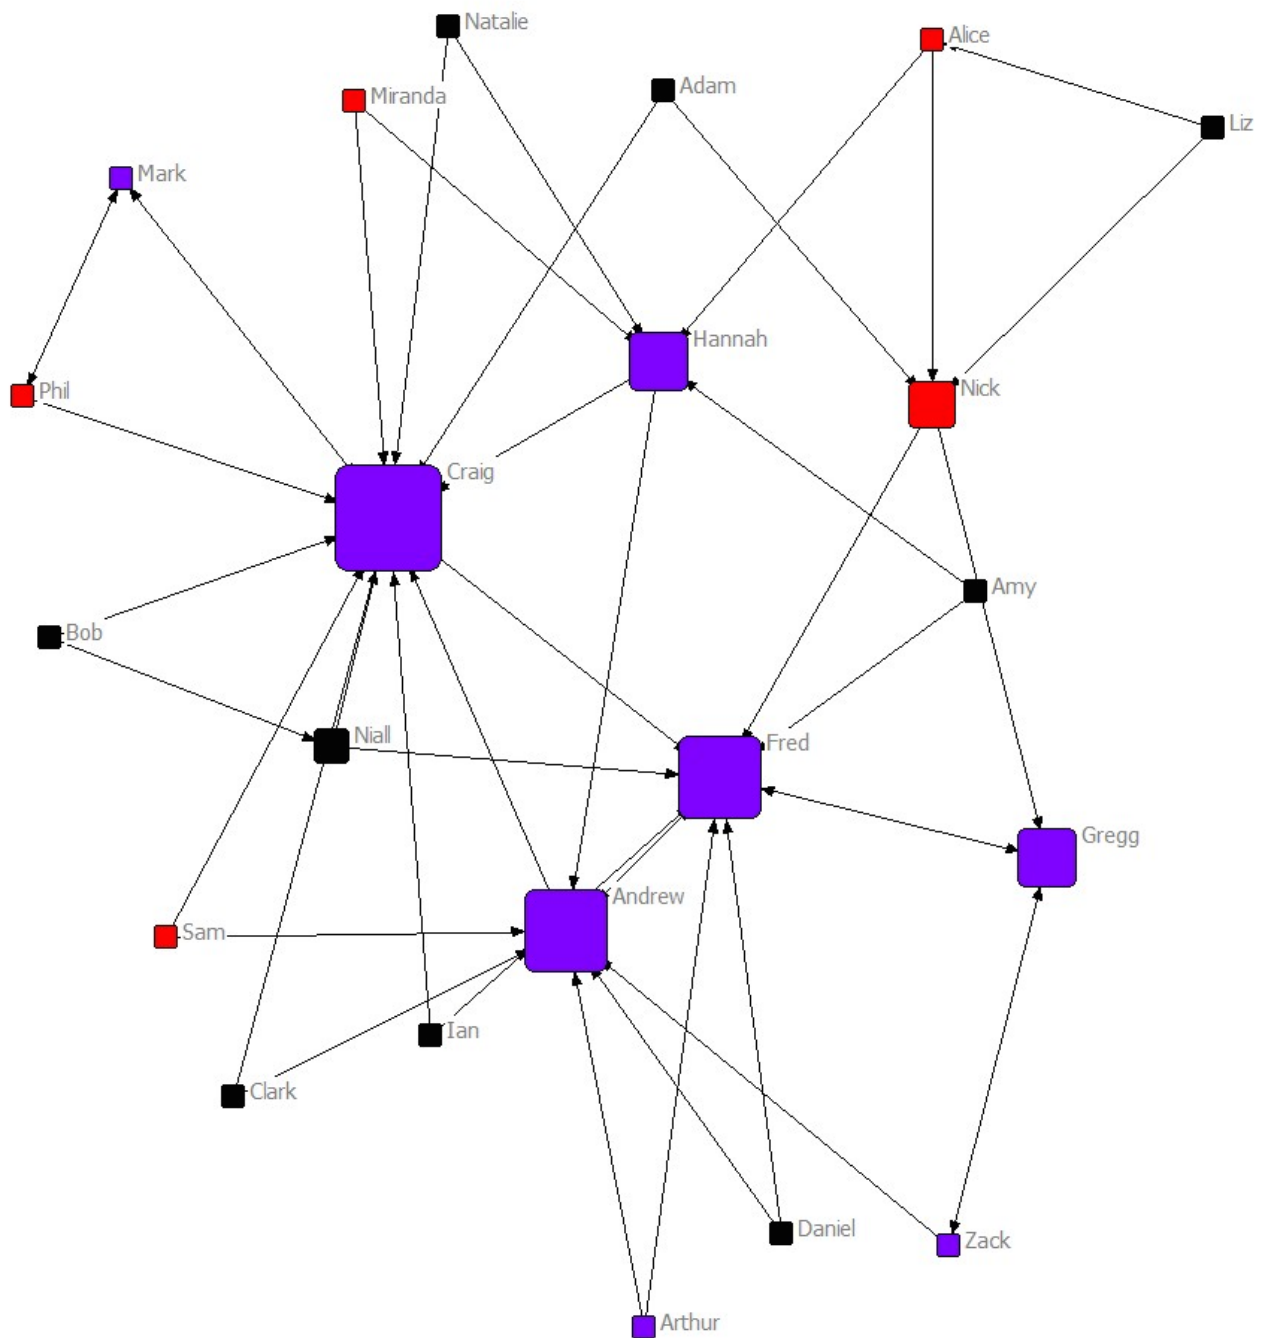 Natalie
Alice
Miranda
Adam
Liz
Mark
Hannah
Phil
Nick
Craig
Amy
Bob
Niall
Fred
Gregg
Andrew
Sam
Ian
Clark
Daniel
Zack
Arthur